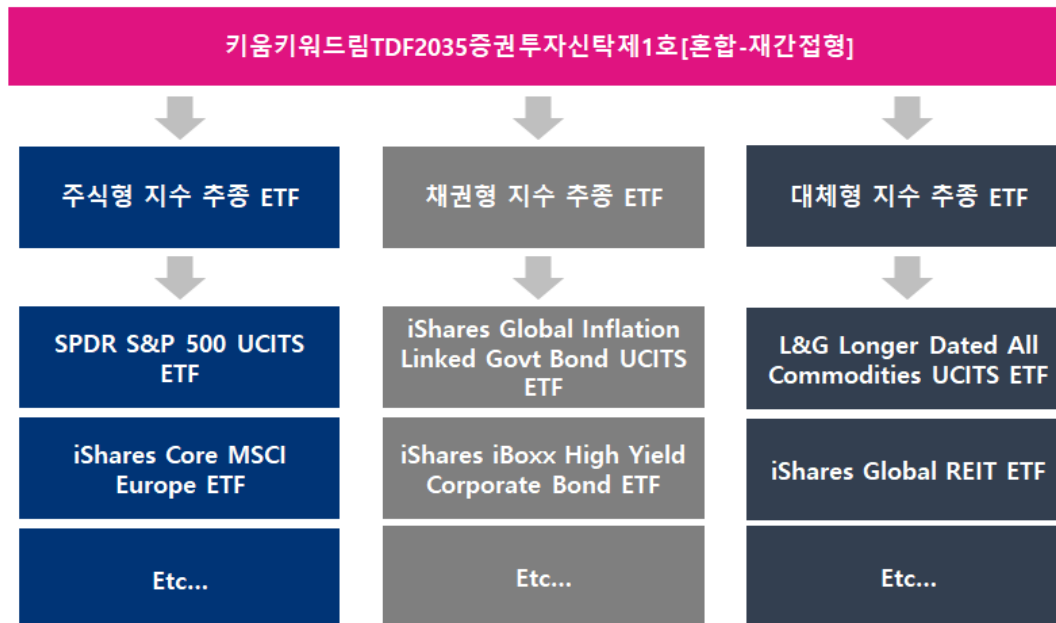 키움키워드림TDF2035증권투자신탁제1호[혼합-재간접형]
주식형 지수 추종 ETF
채권형 지수 추종 ETF
대체형 지수 추종 ETF
SPDR S&P 500 UCITS
ETF
iShares Global Inflation
Linked Govt Bond UCITS
ETF
L&G Longer Dated All
Commodities UCITS ETF
iShares Core MSCI
Europe ETF
iShares iBoxx High Yield
Corporate Bond ETF
iShares Global REIT ETF
Etc...
Etc...
Etc...